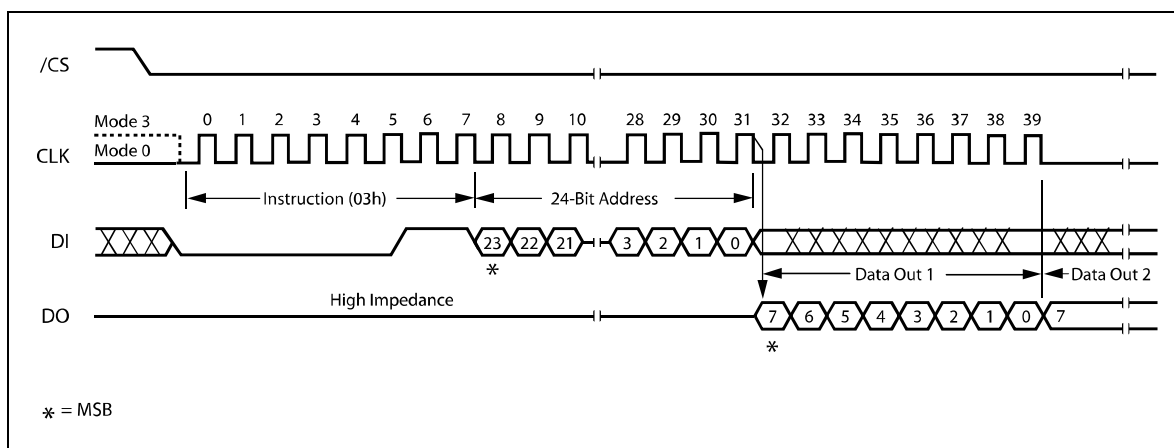 /CS
Mode 3
0 1 2 3 4 5 6 7 8 9 10 28 29 30 31 32 33 34 35 36 37 38 39
CLK
Mode 0
Instruction (03h) 24-Bit Address
DI
23 22 21 3 2 1 0
*
Data Out 1 Data Out 2
High Impedance
DO
7 6 5 4 3 2 1 0 7
*
* = MSB